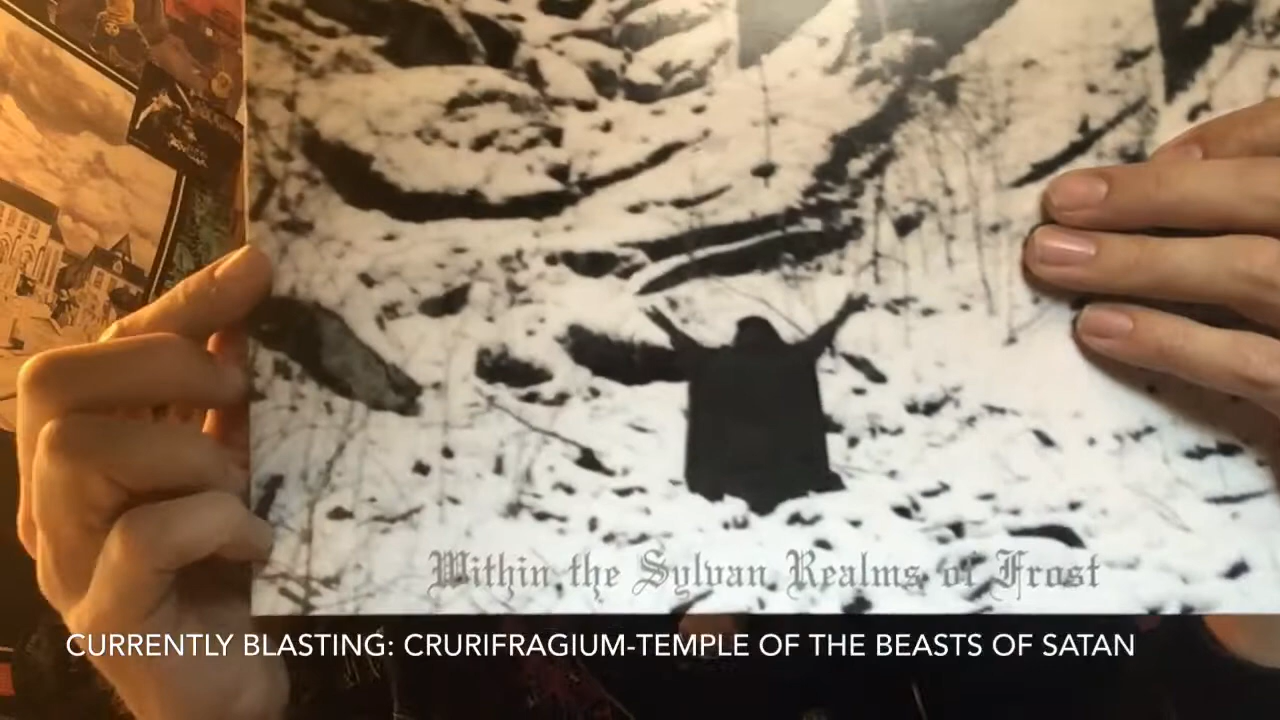 Within the Sylvan Realms of Frost
CURRENTLY BLASTING: CRURIFRAGIUM-TEMPLE OF THE BEASTS OF SATAN